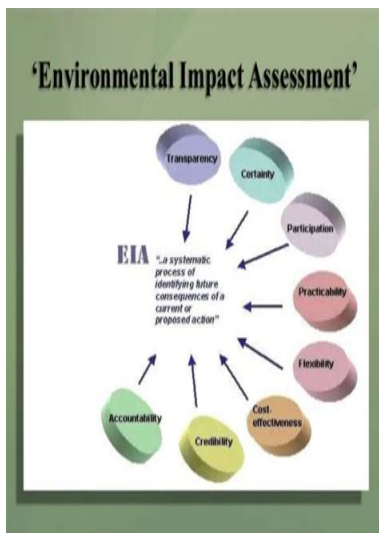 ‘Environmental Impact Assessment’
Transparency
Certainty
Participation
EIA
"..a systematic
process of
identifying future
consequences of a
current or
proposed action"
Practicability
Flexibility
Cost-
effectiveness
Credibility
Accountability